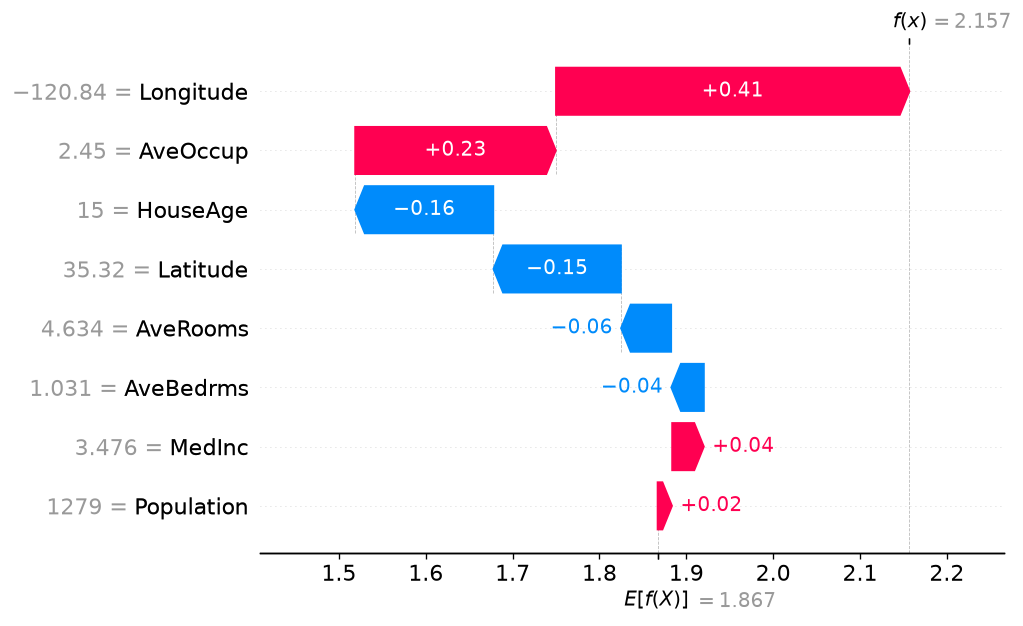 f(x) = 2.157
−120.84 = Longitude +0.41
2.45 = AveOccup +0.23
15 = HouseAge −0.16
35.32 = Latitude −0.15
4.634 = AveRooms −0.06
1.031 = AveBedrms −0.04
3.476 = MedInc +0.04
1279 = Population +0.02
1.5 1.6 1.7 1.8 1.9 2.0 2.1 2.2
E[f(X)] = 1.867